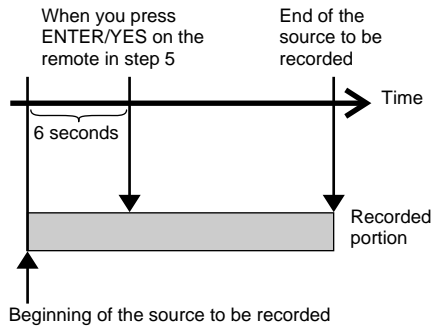 When you press
ENTER/YES on the
remote in step 5
End of the
source to be
recorded
Time
6 seconds
Recorded
portion
Beginning of the source to be recorded